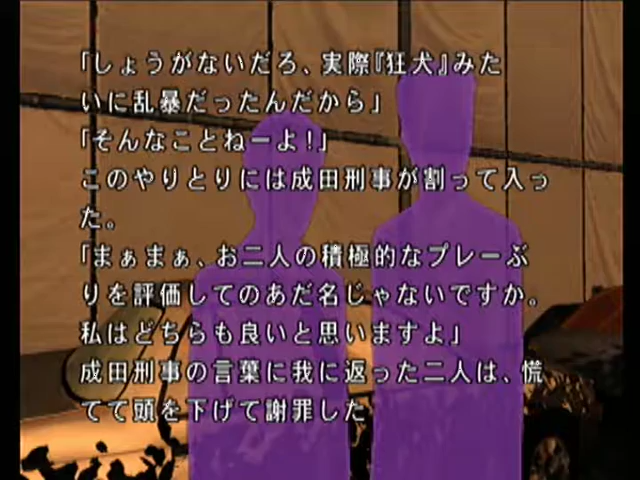 「しょうがないだろ、実際『狂犬』みた
いに乱暴だったんだから」
「そんなことねーよ！」
このやりとりには成田刑事が割って入っ
た。
「まぁまぁ、お二人の積極的なプレーぶ
りを評価してのあだ名じゃないですか。
私はどちらも良いと思いますよ」
成田刑事の言葉に我に返った二人は、慌
てて頭を下げて謝罪した